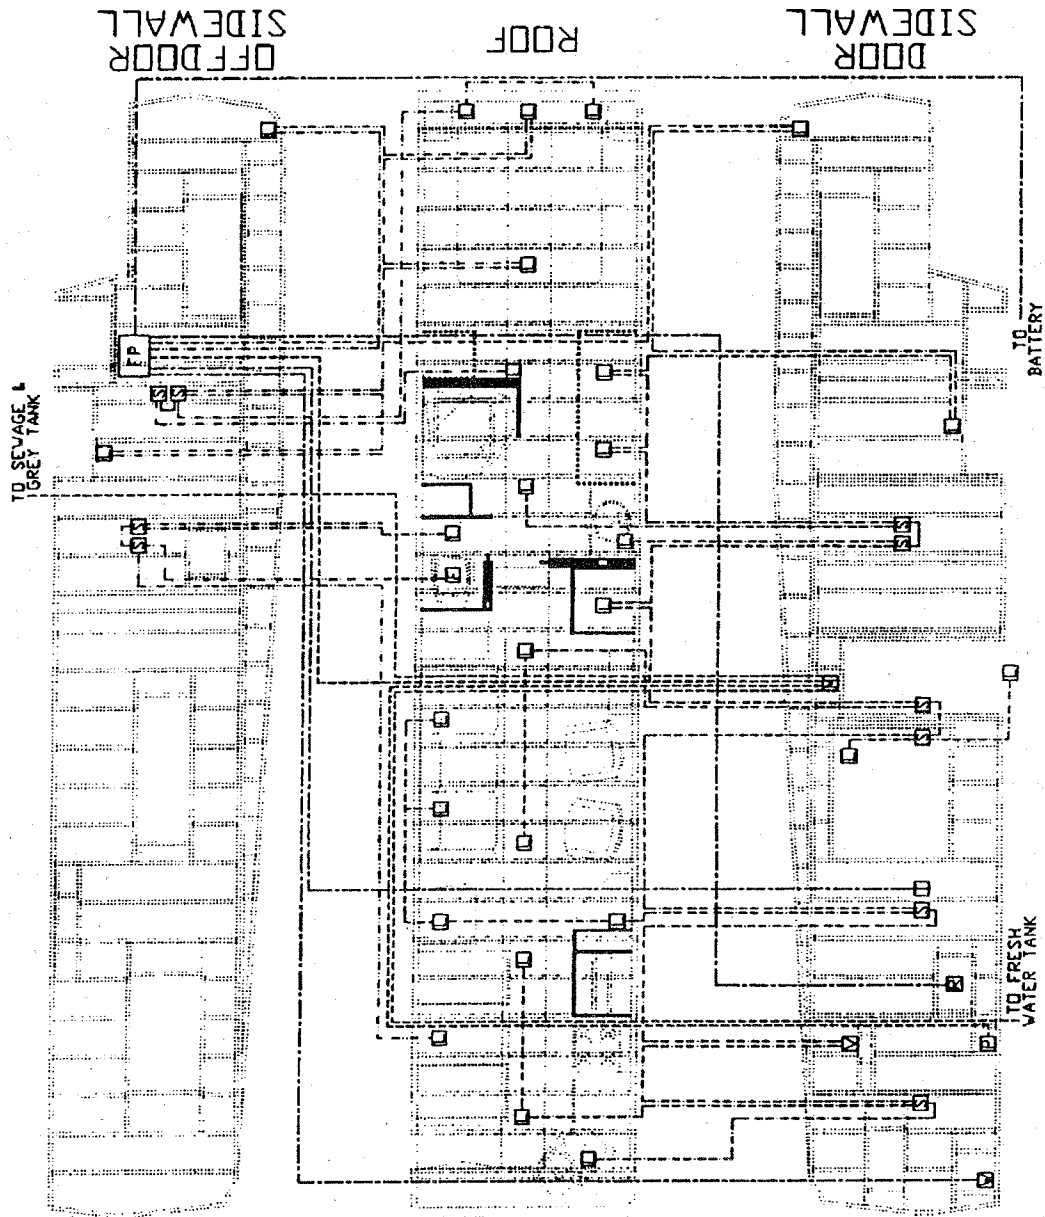 OFFDOOR
SIDEWALL
ROOF
DOOR
SIDEWALL
TO SEWAGE &
GREY TANK
FP
S
S
S
S
S
S
TO
BATTERY
S
S
S
R
TO FRESH
WATER TANK
V
P
S